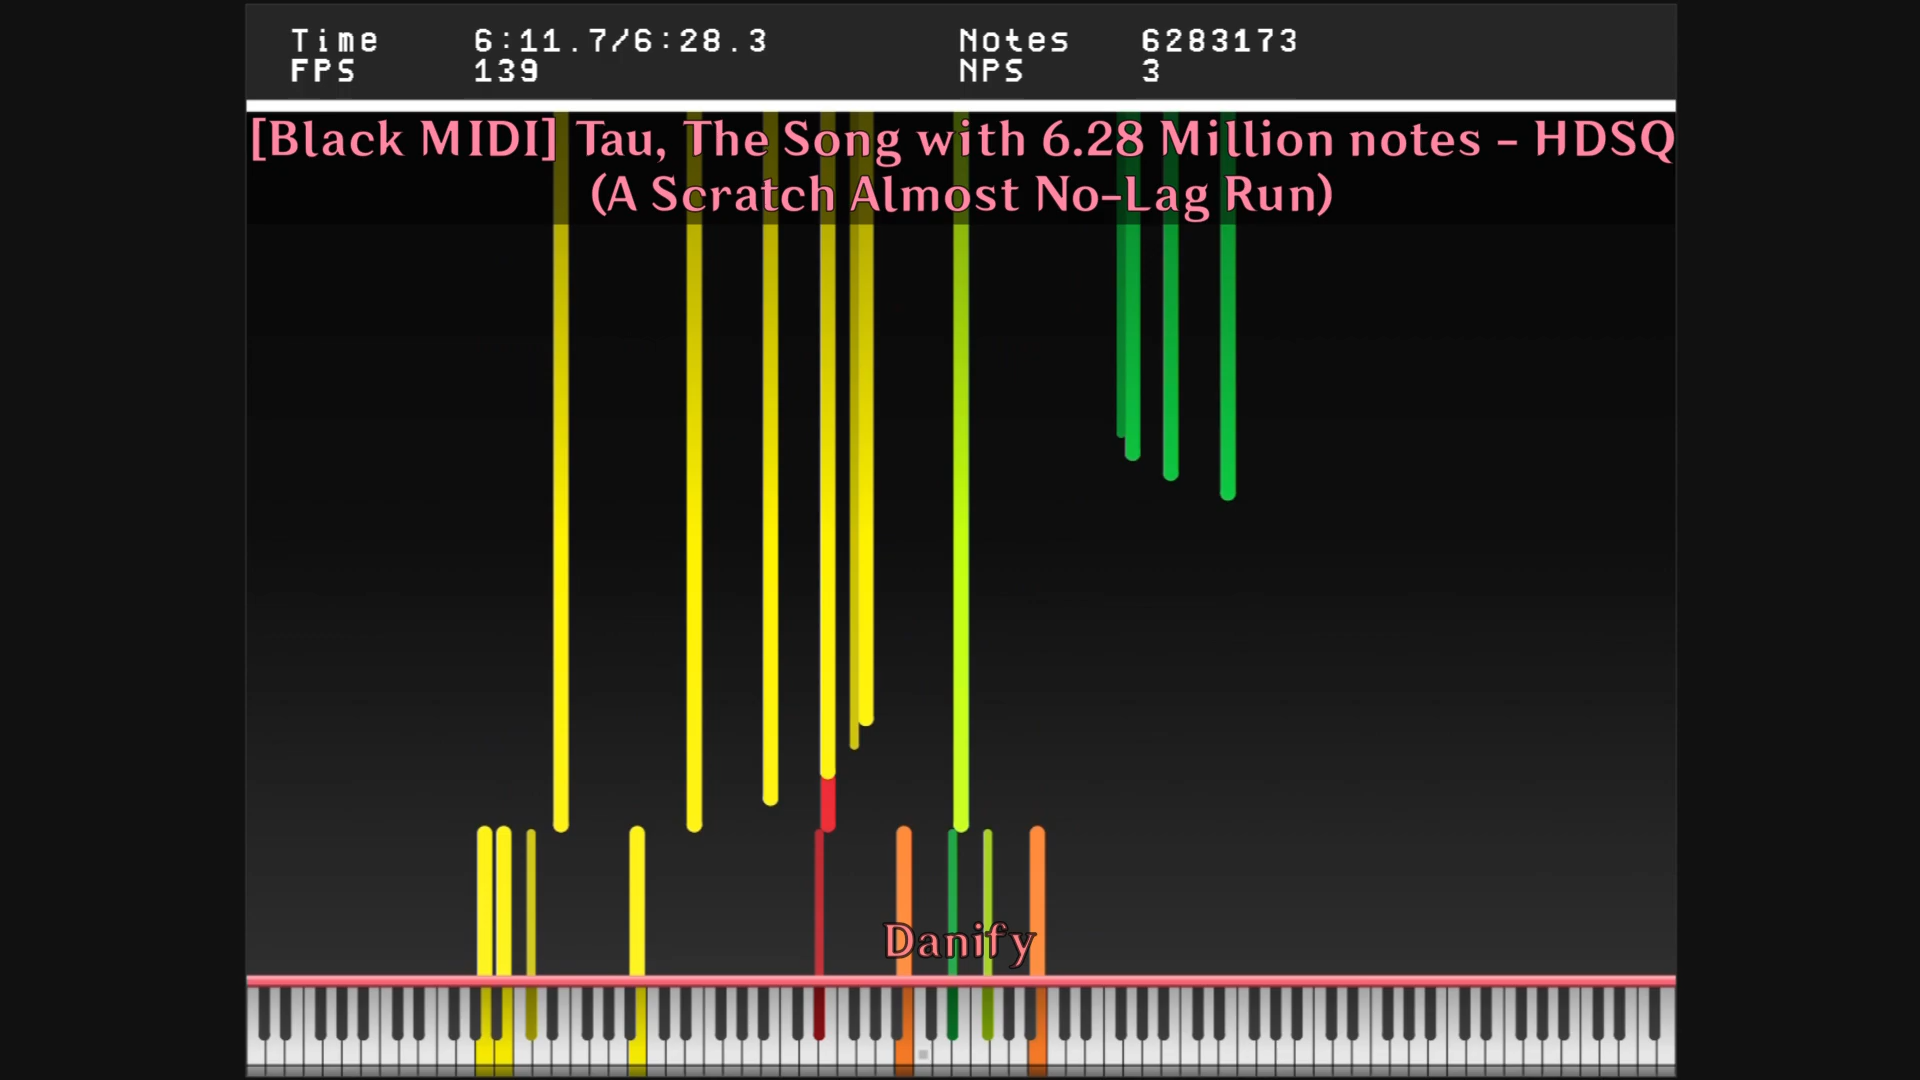 Time 6:11.7/6:28.3 Notes 6283173
FPS 139 NPS 3
[Black MIDI] Tau, The Song with 6.28 Million notes - HDSQ
(A Scratch Almost No-Lag Run)
Danify